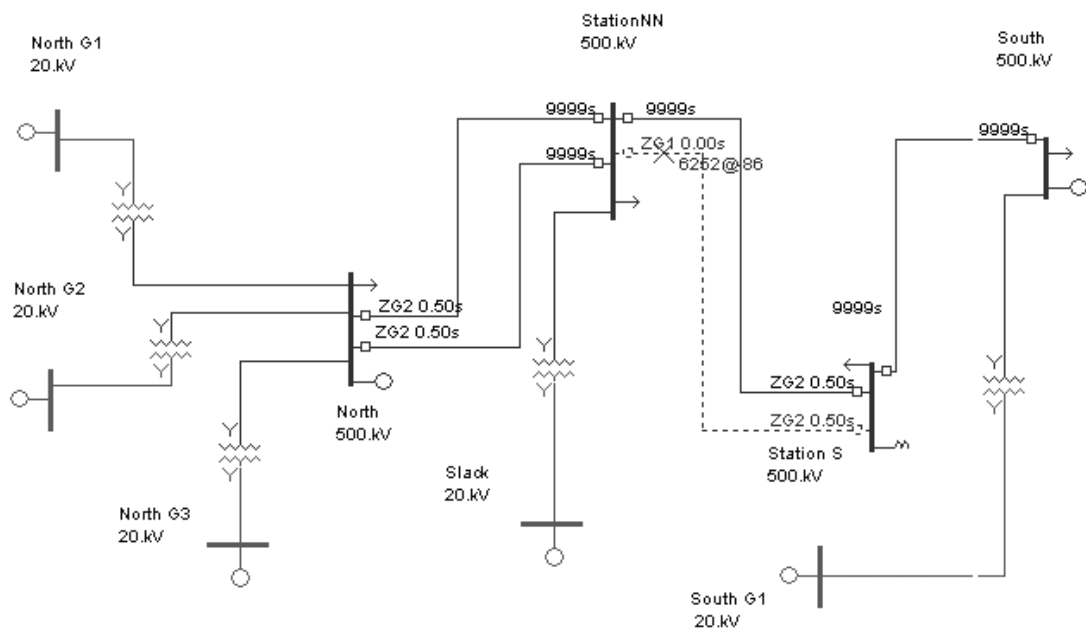 StationNN
500.kV
North G1
20.kV
South
500.kV
9999s
9999s
9999s
9999s
ZG1 0.00s
6252@-86
North G2
20.kV
ZG2 0.50s
ZG2 0.50s
9999s
North
500.kV
ZG2 0.50s
ZG2 0.50s
Station S
500.kV
Slack
20.kV
North G3
20.kV
South G1
20.kV